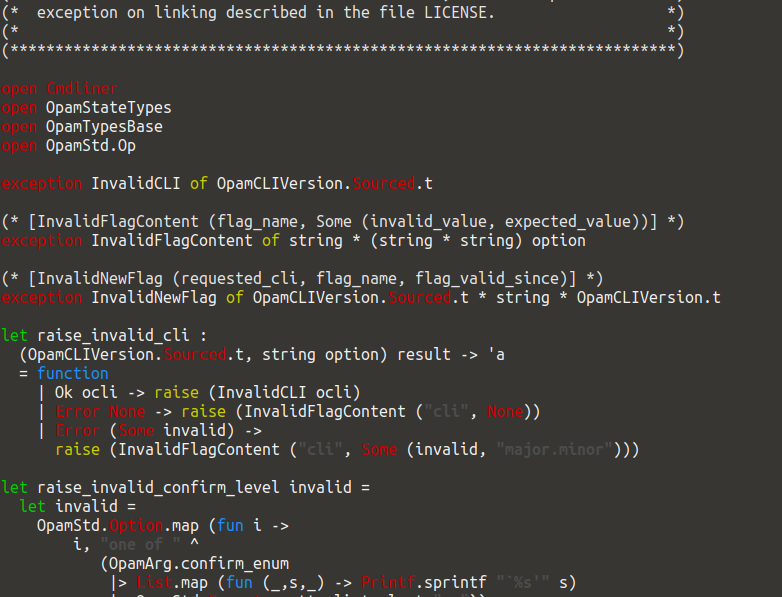 (*  exception on linking described in the file LICENSE.                   *)
(*                                                                        *)
(**************************************************************************)

open Cmdliner
open OpamStateTypes
open OpamTypesBase
open OpamStd.Op

exception InvalidCLI of OpamCLIVersion.Sourced.t

(* [InvalidFlagContent (flag_name, Some (invalid_value, expected_value))] *)
exception InvalidFlagContent of string * (string * string) option

(* [InvalidNewFlag (requested_cli, flag_name, flag_valid_since)] *)
exception InvalidNewFlag of OpamCLIVersion.Sourced.t * string * OpamCLIVersion.t

let raise_invalid_cli :
  (OpamCLIVersion.Sourced.t, string option) result -> 'a
  = function
    | Ok ocli -> raise (InvalidCLI ocli)
    | Error None -> raise (InvalidFlagContent ("cli", None))
    | Error (Some invalid) ->
      raise (InvalidFlagContent ("cli", Some (invalid, "major.minor")))

let raise_invalid_confirm_level invalid =
  let invalid =
    OpamStd.Option.map (fun i ->
        i, "one of " ^
           (OpamArg.confirm_enum
            |> List.map (fun (_,s,_) -> Printf.sprintf "`%s'" s)